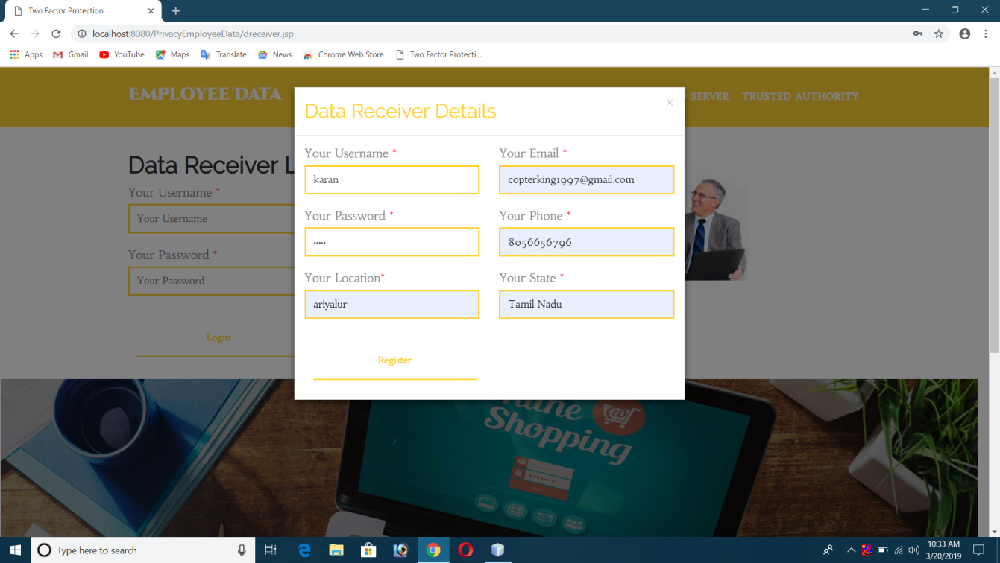 Two Factor Protection
localhost:8080/PrivacyEmployeeData/dreceiver.jsp
Apps Gmail YouTube Maps Translate News Chrome Web Store Two Factor Protecti...
EMPLOYEE DATA
SERVER TRUSTED AUTHORITY
Data Receiver Details
×
Data Receiver L
Your Username *
Your Username
Your Password *
Your Password
Login
Your Username *
karan
Your Email *
copterking1997@gmail.com
Your Password *
•••••
Your Phone *
8056656796
Your Location*
ariyalur
Your State *
Tamil Nadu
Register
Shopping
Type here to search
10:33 AM
3/20/2019